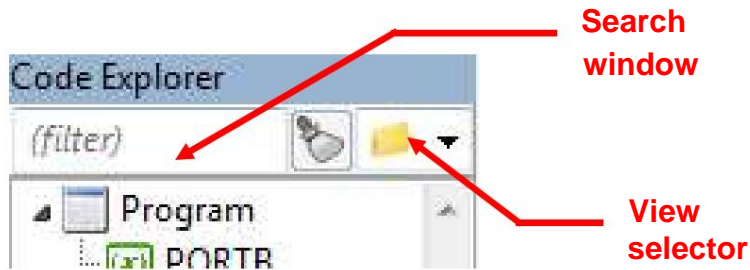 Search
window
Code Explorer
(filter)
Program
(x) PORTB
View
selector